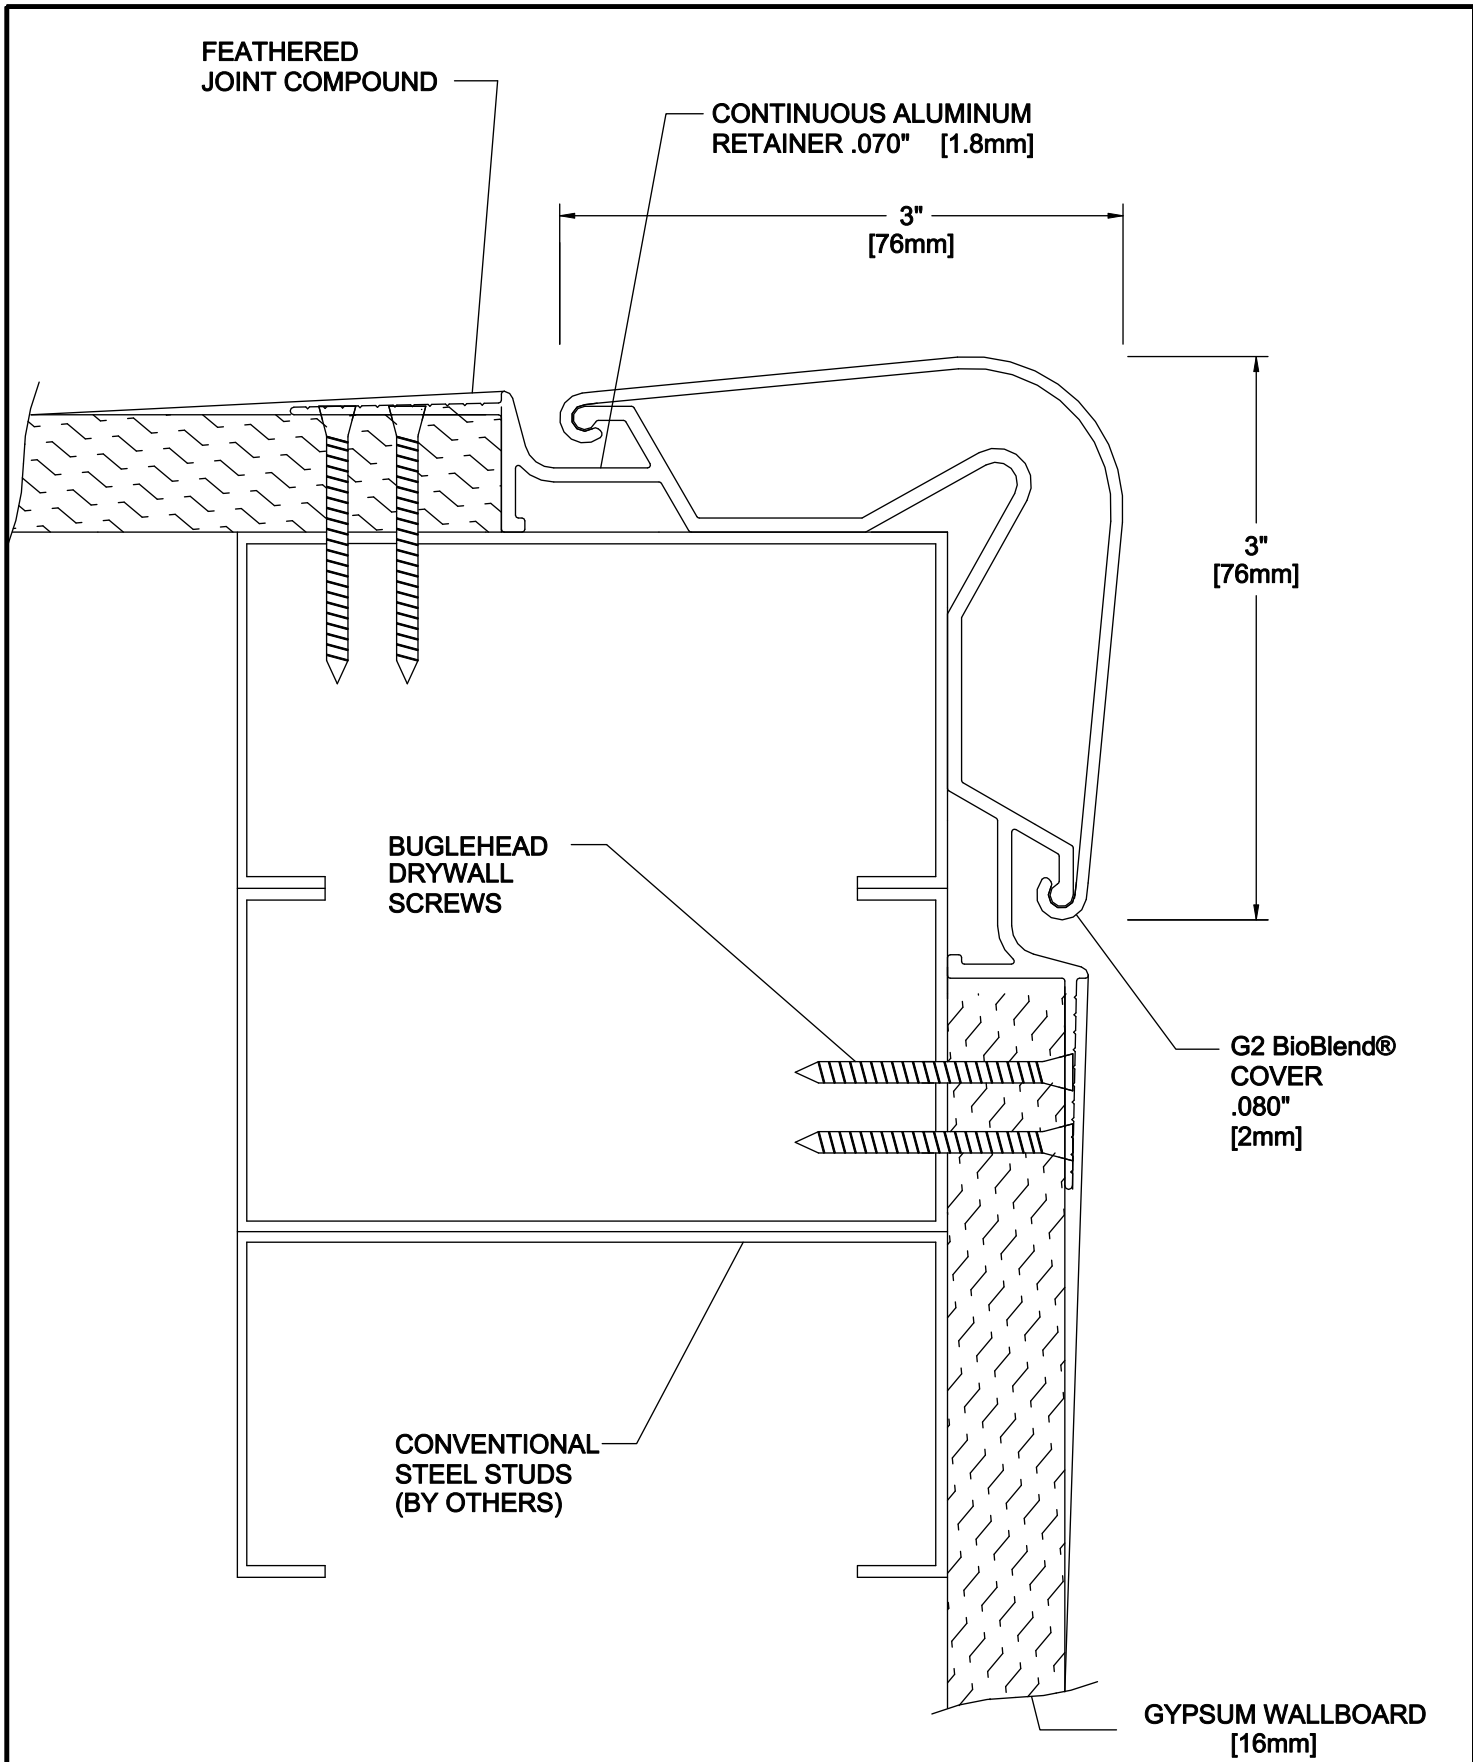 FEATHERED
JOINT COMPOUND
CONTINUOUS ALUMINUM
RETAINER .070" [1.8mm]
3"
[76mm]
3"
[76mm]
BUGLEHEAD
DRYWALL
SCREWS
G2 BioBlend®
COVER
.080"
[2mm]
CONVENTIONAL
STEEL STUDS
(BY OTHERS)
GYPSUM WALLBOARD
[16mm]